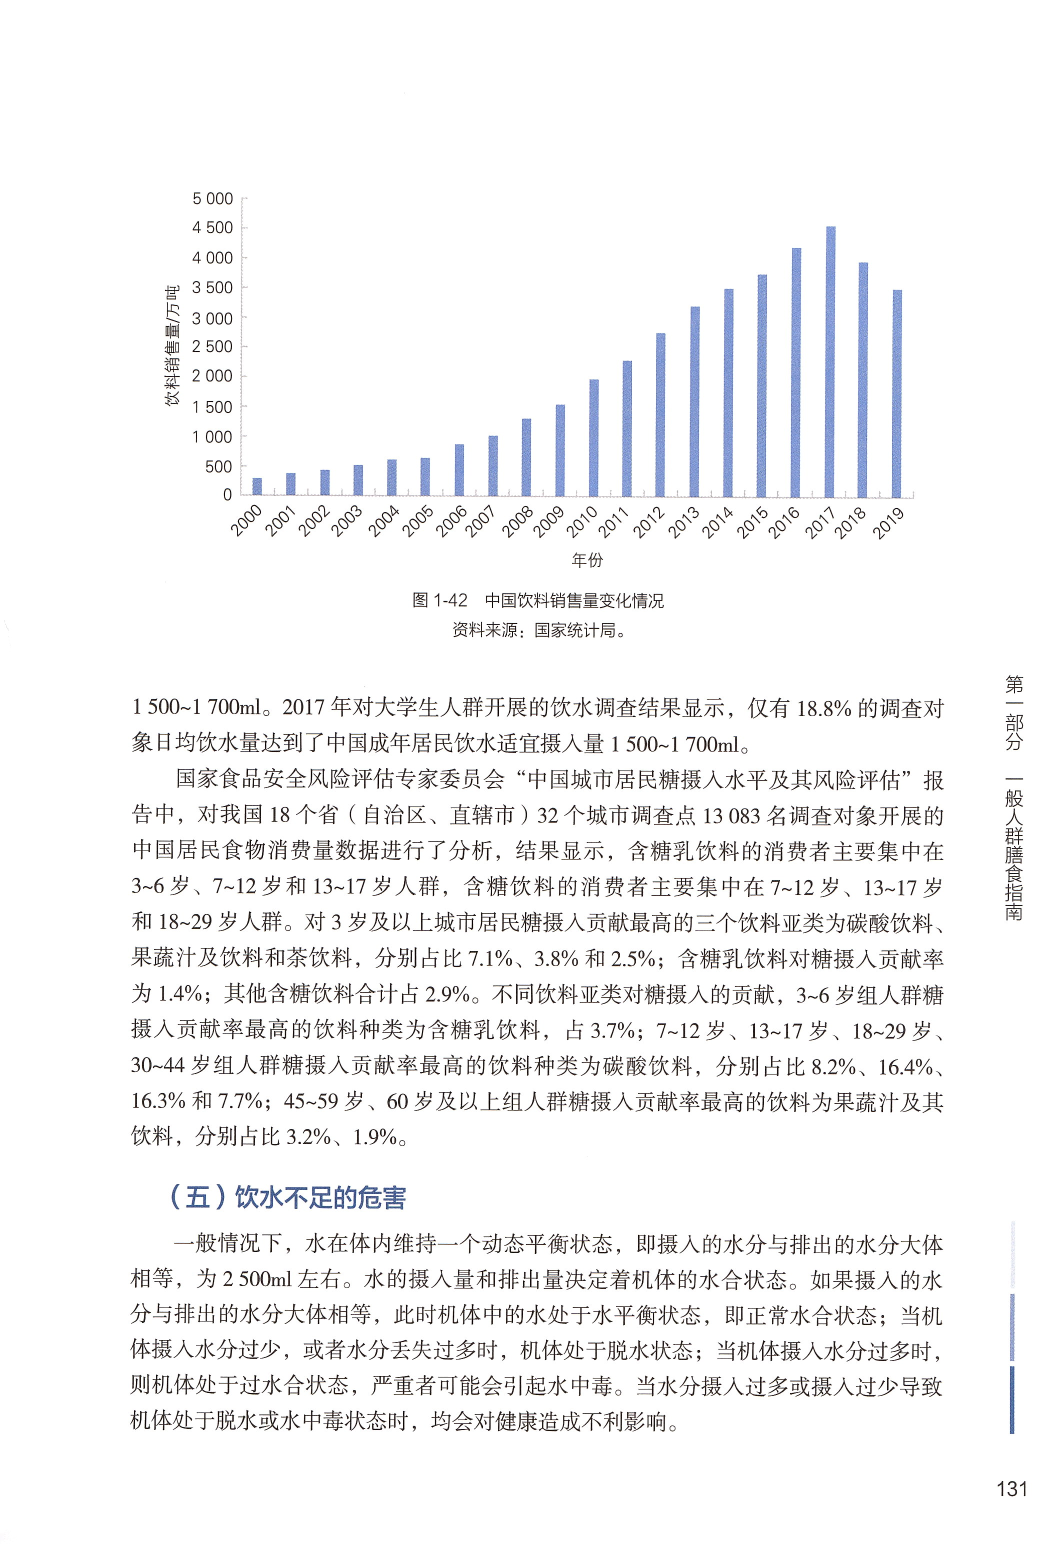 5 000
4 500
4 000
3 500
3 000
2 500
2 000
1 500
1 000
500
0
饮料销售量/万吨
2000 2001 2002 2003 2004 2005 2006 2007 2008 2009 2010 2011 2012 2013 2014 2015 2016 2017 2018 2019
年份
图 1-42 中国饮料销售量变化情况
资料来源：国家统计局。
1 500~1 700ml。2017 年对大学生人群开展的饮水调查结果显示，仅有 18.8% 的调查对
象日均饮水量达到了中国成年居民饮水适宜摄入量 1 500~1 700ml。
国家食品安全风险评估专家委员会“中国城市居民糖摄入水平及其风险评估”报
告中，对我国 18 个省（自治区、直辖市）32 个城市调查点 13 083 名调查对象开展的
中国居民食物消费量数据进行了分析，结果显示，含糖乳饮料的消费者主要集中在
3~6 岁、7~12 岁和 13~17 岁人群，含糖饮料的消费者主要集中在 7~12 岁、13~17 岁
和 18~29 岁人群。对 3 岁及以上城市居民糖摄入贡献最高的三个饮料亚类为碳酸饮料、
果蔬汁及饮料和茶饮料，分别占比 7.1%、3.8% 和 2.5%；含糖乳饮料对糖摄入贡献率
为 1.4%；其他含糖饮料合计占 2.9%。不同饮料亚类对糖摄入的贡献，3~6 岁组人群糖
摄入贡献率最高的饮料种类为含糖乳饮料，占 3.7%；7~12 岁、13~17 岁、18~29 岁、
30~44 岁组人群糖摄入贡献率最高的饮料种类为碳酸饮料，分别占比 8.2%、16.4%、
16.3% 和 7.7%；45~59 岁、60 岁及以上组人群糖摄入贡献率最高的饮料为果蔬汁及其
饮料，分别占比 3.2%、1.9%。
（五）饮水不足的危害
一般情况下，水在体内维持一个动态平衡状态，即摄入的水分与排出的水分大体
相等，为 2 500ml 左右。水的摄入量和排出量决定着机体的水合状态。如果摄入的水
分与排出的水分大体相等，此时机体中的水处于水平衡状态，即正常水合状态；当机
体摄入水分过少，或者水分丢失过多时，机体处于脱水状态；当机体摄入水分过多时，
则机体处于过水合状态，严重者可能会引起水中毒。当水分摄入过多或摄入过少导致
机体处于脱水或水中毒状态时，均会对健康造成不利影响。
第一部分 一般人群膳食指南
131